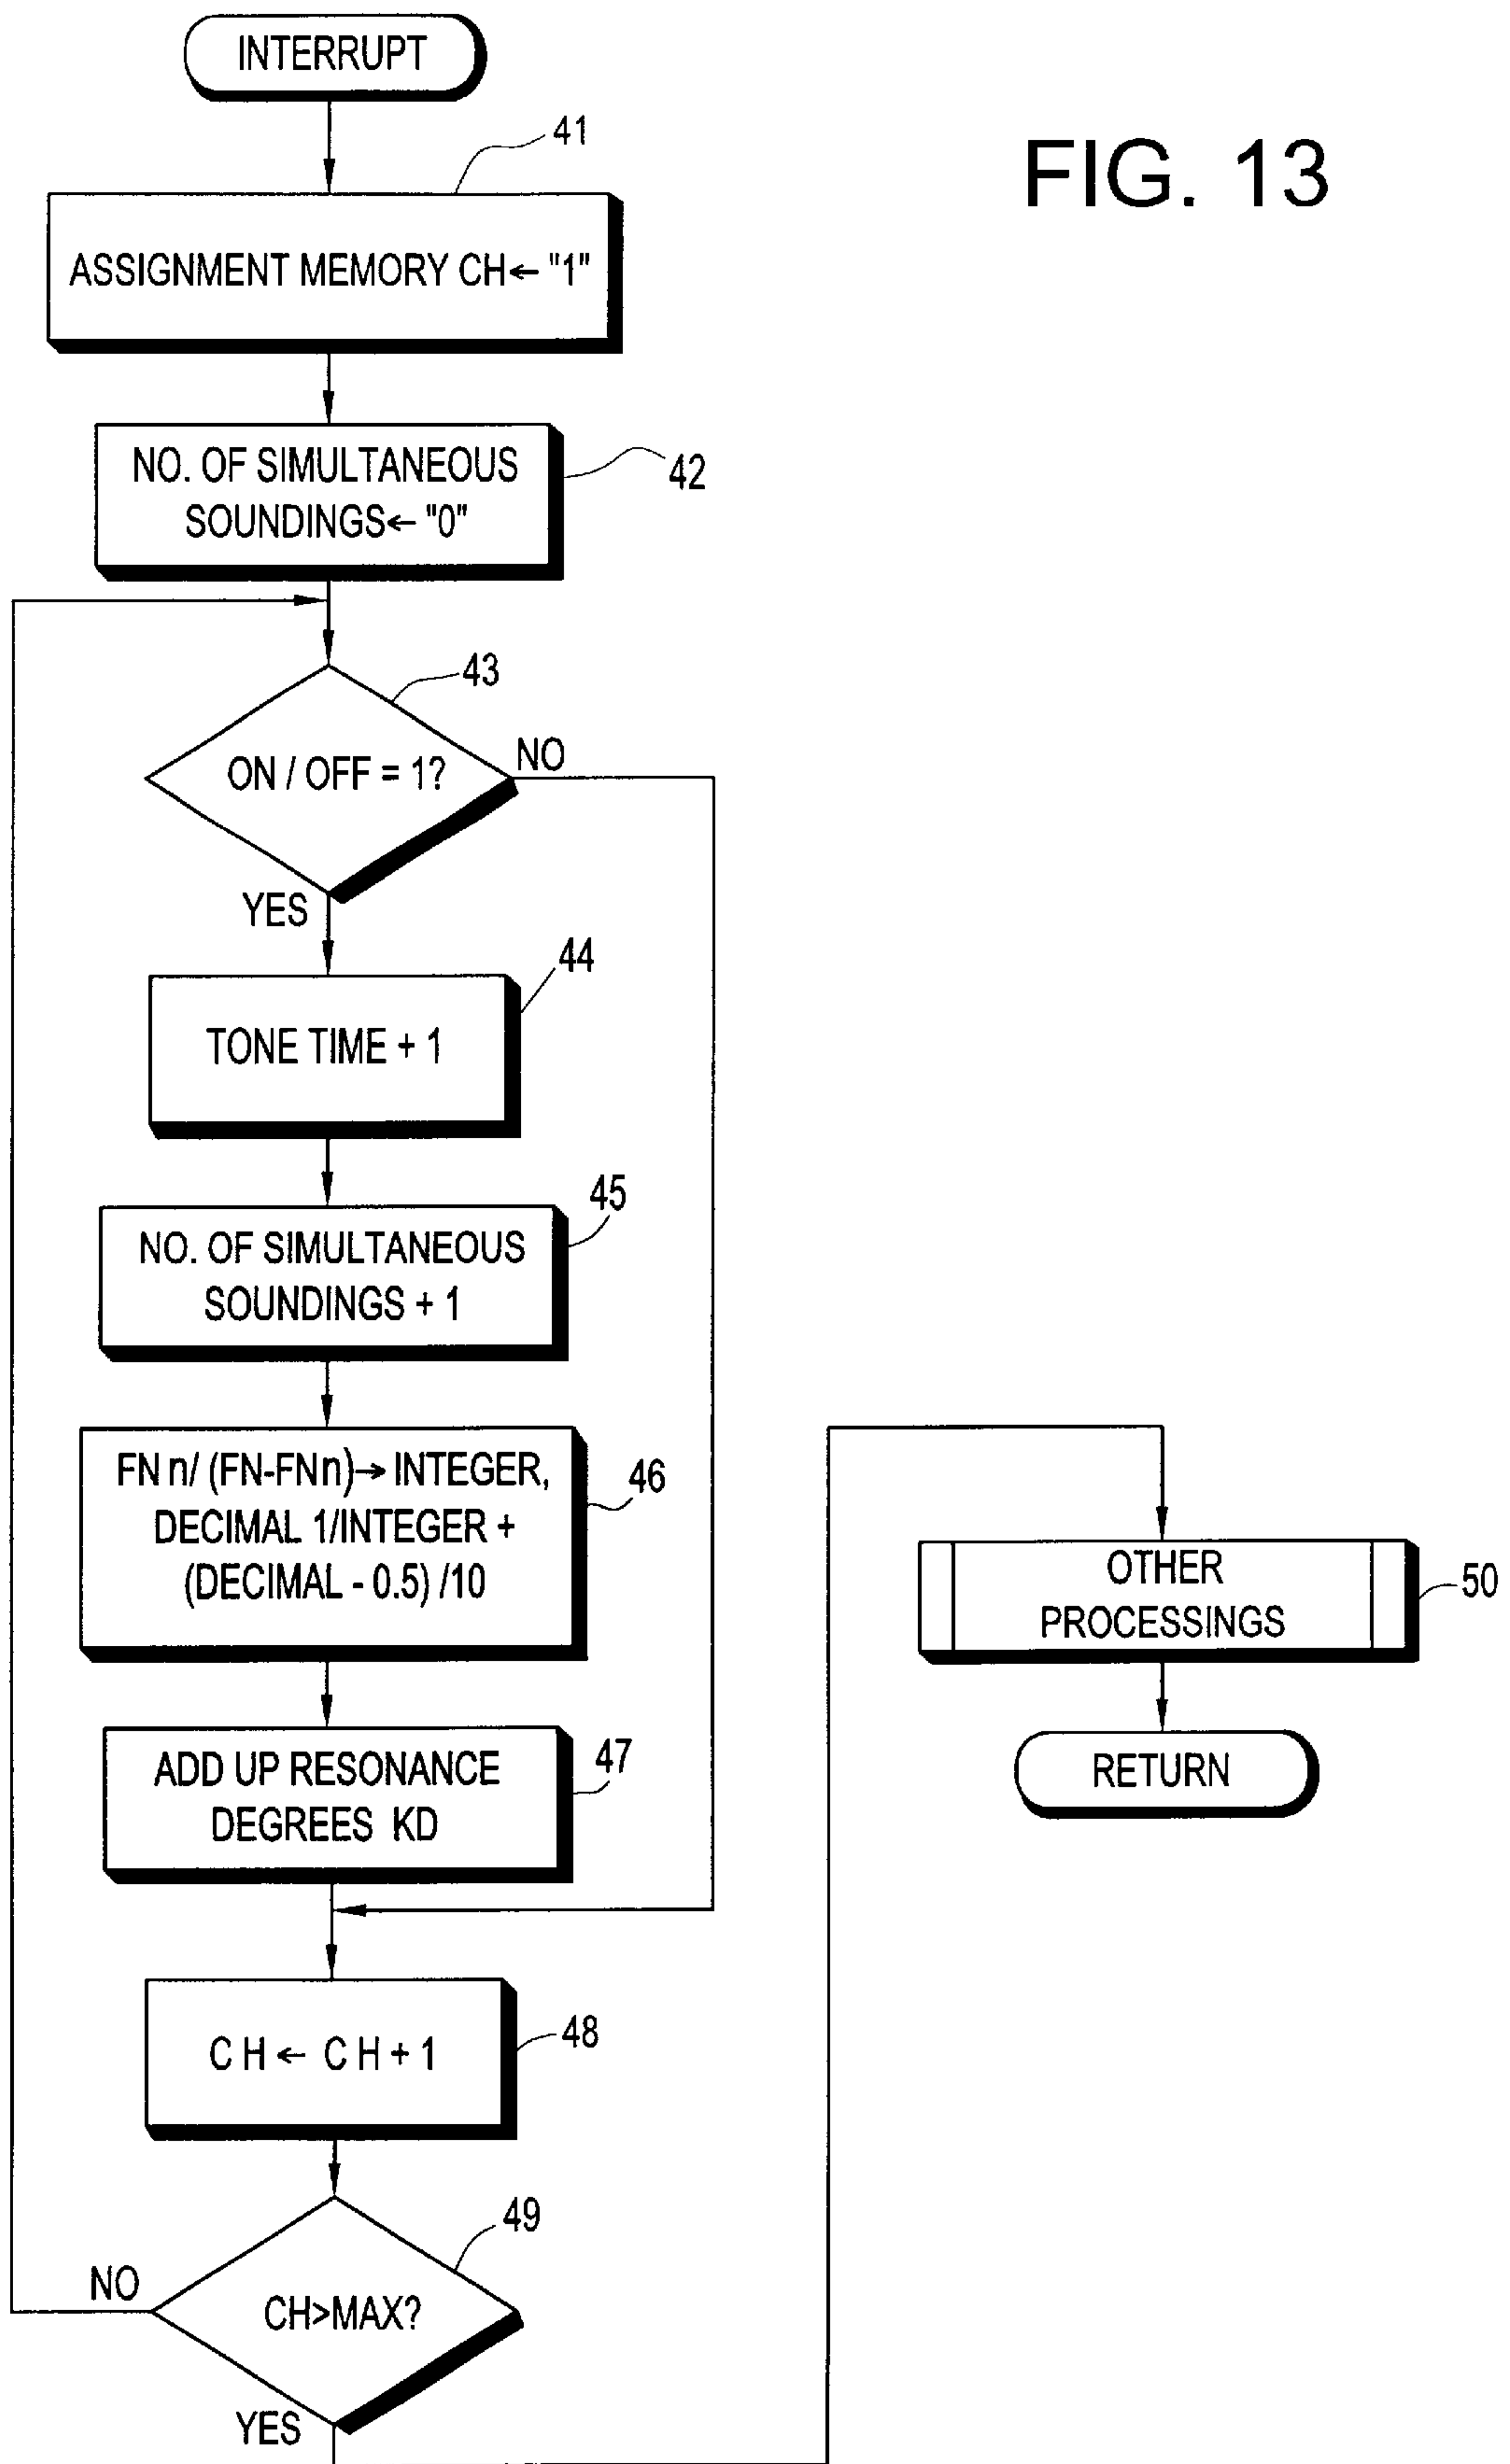 INTERRUPT
FIG. 13
41
ASSIGNMENT MEMORY CH← "1"
NO. OF SIMULTANEOUS
SOUNDINGS← "0"
42
43
ON / OFF = 1?
NO
YES
44
TONE TIME + 1
45
NO. OF SIMULTANEOUS
SOUNDINGS + 1
FN n/ (FN-FNn)→ INTEGER,
DECIMAL 1/INTEGER +
(DECIMAL - 0.5) /10
46
ADD UP RESONANCE
DEGREES KD
47
C H ← C H + 1
48
49
NO
CH>MAX?
YES
OTHER
PROCESSINGS
50
RETURN